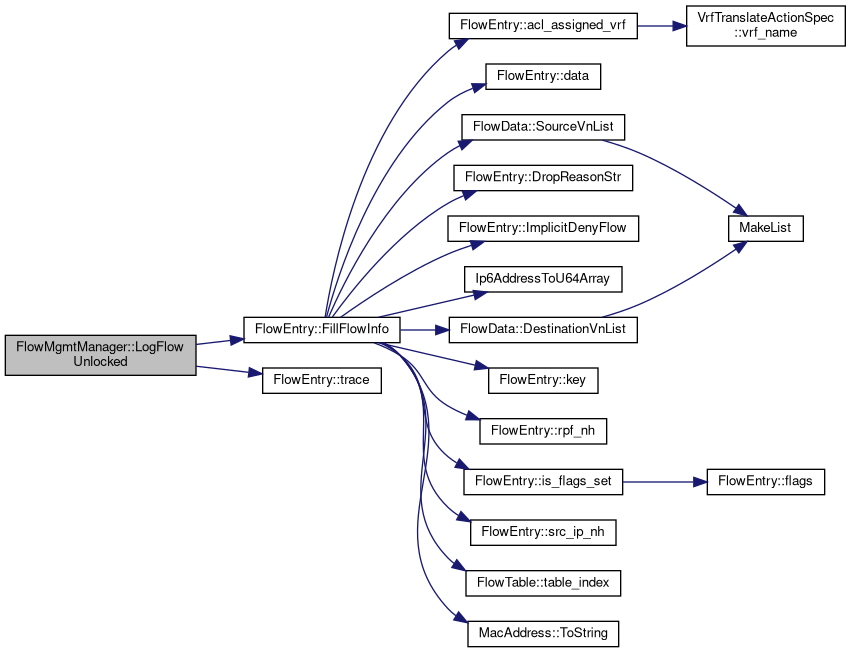 FlowMgmtManager::LogFlow
Unlocked
FlowEntry::FillFlowInfo
FlowEntry::trace
FlowEntry::acl_assigned_vrf
FlowEntry::data
FlowData::SourceVnList
FlowEntry::DropReasonStr
FlowEntry::ImplicitDenyFlow
Ip6AddressToU64Array
FlowData::DestinationVnList
FlowEntry::key
FlowEntry::rpf_nh
FlowEntry::is_flags_set
FlowEntry::src_ip_nh
FlowTable::table_index
MacAddress::ToString
VrfTranslateActionSpec
::vrf_name
MakeList
FlowEntry::flags